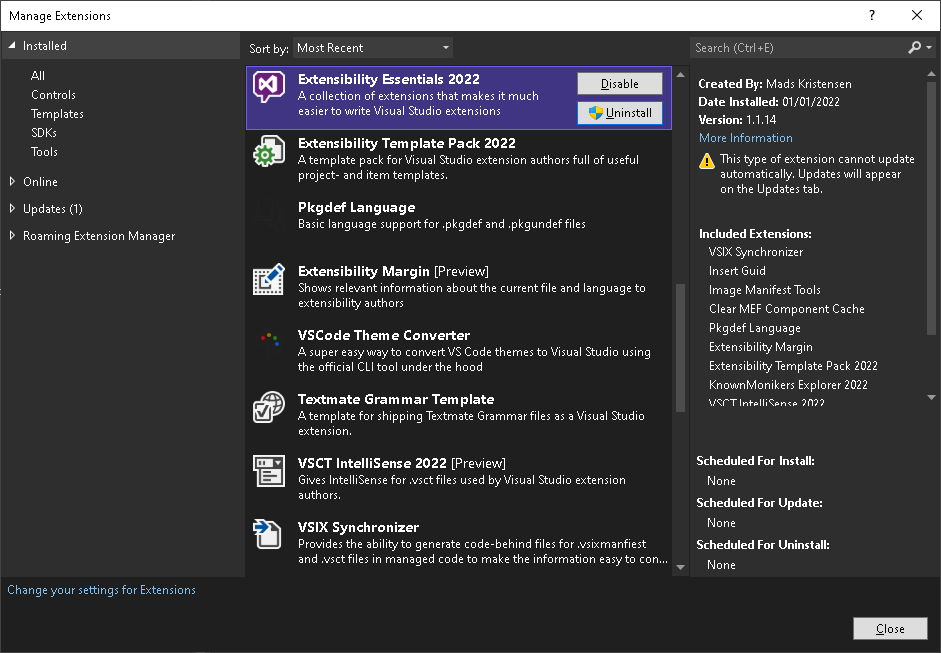 Manage Extensions
?
Installed
All
Controls
Templates
SDKs
Tools
Online
Updates (1)
Roaming Extension Manager
Sort by: Most Recent
Extensibility Essentials 2022
A collection of extensions that makes it much
easier to write Visual Studio extensions
Disable
Uninstall
Extensibility Template Pack 2022
A template pack for Visual Studio extension authors full of useful
project- and item templates.
Pkgdef Language
Basic language support for .pkgdef and .pkgundef files
Extensibility Margin [Preview]
Shows relevant information about the current file and language to
extensibility authors
VSCode Theme Converter
A super easy way to convert VS Code themes to Visual Studio using
the official CLI tool under the hood
Textmate Grammar Template
A template for shipping Textmate Grammar files as a Visual Studio
extension.
VSCT IntelliSense 2022 [Preview]
Gives IntelliSense for .vsct files used by Visual Studio extension
authors.
VSIX Synchronizer
Provides the ability to generate code-behind files for .vsixmanfiest
and .vsct files in managed code to make the information easy to con...
Search (Ctrl+E)
Created By: Mads Kristensen
Date Installed: 01/01/2022
Version: 1.1.14
More Information
This type of extension cannot update
automatically. Updates will appear
on the Updates tab.
Included Extensions:
VSIX Synchronizer
Insert Guid
Image Manifest Tools
Clear MEF Component Cache
Pkgdef Language
Extensibility Margin
Extensibility Template Pack 2022
KnownMonikers Explorer 2022
VSCT IntelliSense 2022
Scheduled For Install:
None
Scheduled For Update:
None
Scheduled For Uninstall:
None
Change your settings for Extensions
Close